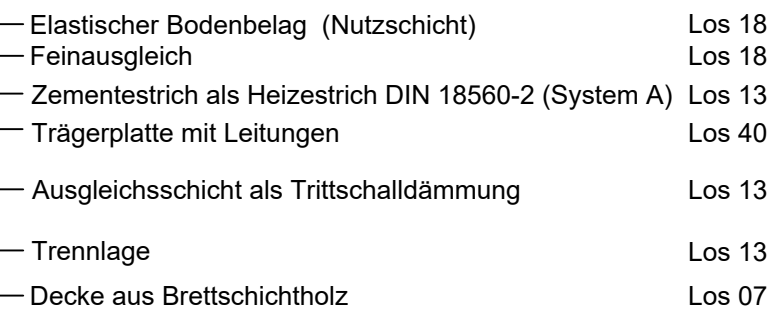 Elastischer Bodenbelag (Nutzschicht) Los 18
Feinausgleich Los 18
Zementestrich als Heizestrich DIN 18560-2 (System A) Los 13
Trägerplatte mit Leitungen Los 40
Ausgleichsschicht als Trittschalldämmung Los 13
Trennlage Los 13
Decke aus Brettschichtholz Los 07